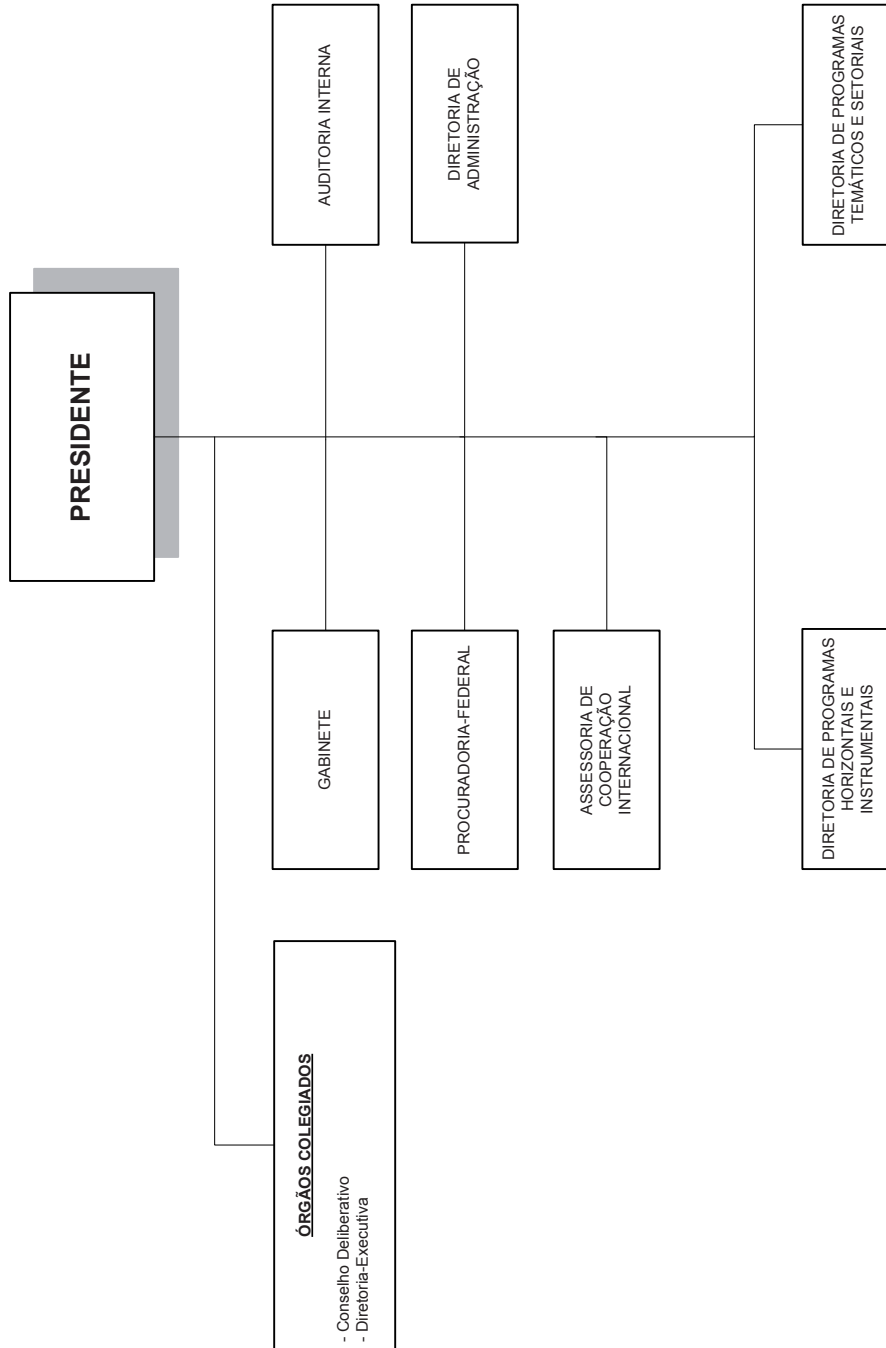 PRESIDENTE
ÓRGÃOS COLEGIADOS
- Conselho Deliberativo
- Diretoria-Executiva
GABINETE
AUDITORIA INTERNA
PROCURADORIA-FEDERAL
DIRETORIA DE
ADMINISTRAÇÃO
ASSESSORIA DE
COOPERAÇÃO
INTERNACIONAL
DIRETORIA DE PROGRAMAS
HORIZONTAIS E
INSTRUMENTAIS
DIRETORIA DE PROGRAMAS
TEMÁTICOS E SETORIAIS